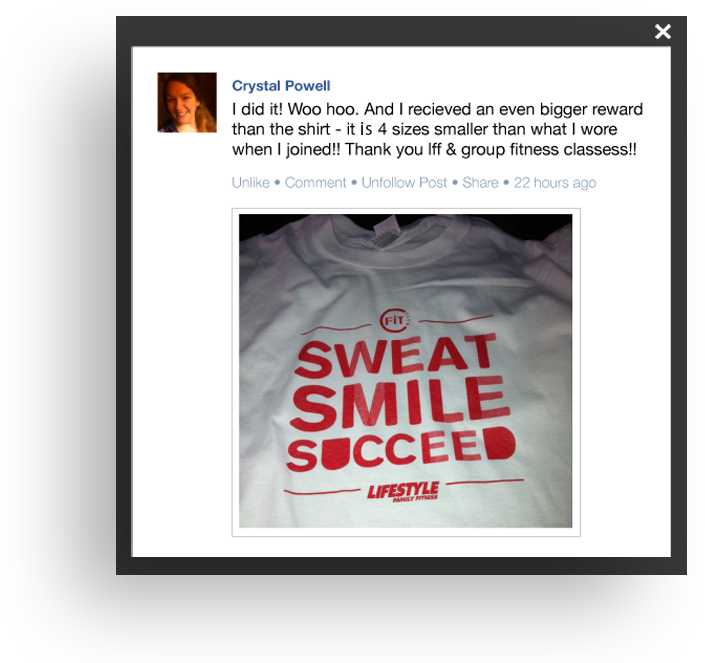 Crystal Powell
I did it! Woo hoo. And I recieved an even bigger reward
than the shirt - it is 4 sizes smaller than what I wore
when I joined!! Thank you lff & group fitness classess!!
Unlike • Comment • Unfollow Post • Share • 22 hours ago
FiT
SWEAT
SMILE
SUCCEED
LIFESTYLE
FAMILY FITNESS